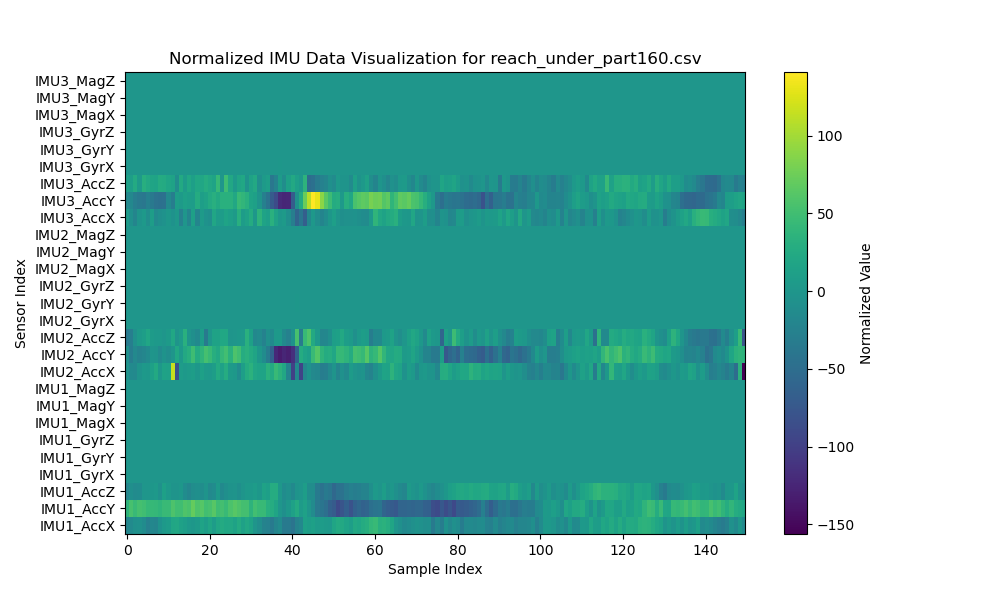 Normalized IMU Data Visualization for reach_under_part160.csv
IMU3_MagZ
IMU3_MagY
IMU3_MagX
IMU3_GyrZ
IMU3_GyrY
IMU3_GyrX
IMU3_AccZ
IMU3_AccY
IMU3_AccX
IMU2_MagZ
IMU2_MagY
IMU2_MagX
IMU2_GyrZ
IMU2_GyrY
IMU2_GyrX
IMU2_AccZ
IMU2_AccY
IMU2_AccX
IMU1_MagZ
IMU1_MagY
IMU1_MagX
IMU1_GyrZ
IMU1_GyrY
IMU1_GyrX
IMU1_AccZ
IMU1_AccY
IMU1_AccX
Sensor Index
0 20 40 60 80 100 120 140
Sample Index
100
50
0
−50
−100
−150
Normalized Value